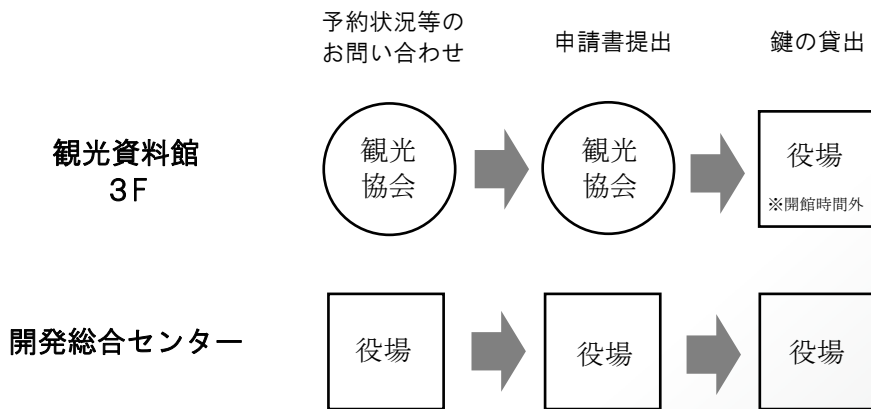 予約状況等の
お問い合わせ
申請書提出
鍵の貸出
観光資料館
3F
観光
協会
観光
協会
役場
※開館時間外
開発総合センター
役場
役場
役場